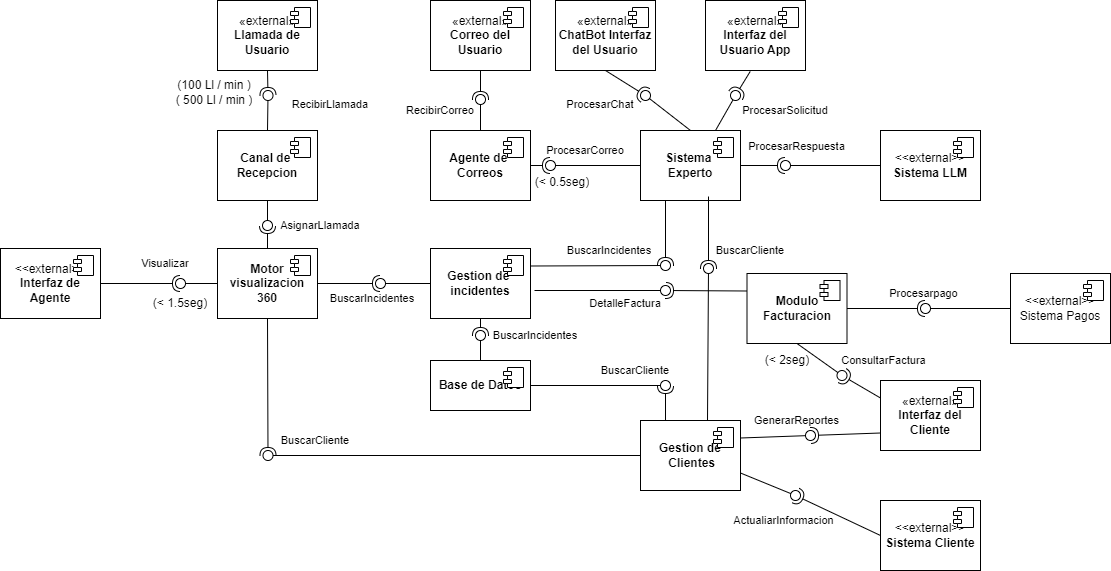 «external»
Llamada de
Usuario
«external»
Correo del
Usuario
«external»
ChatBot Interfaz
del Usuario
«external»
Interfaz del
Usuario App
(100 Ll / min )
( 500 Ll / min )
RecibirLlamada
RecibirCorreo
ProcesarChat
ProcesarSolicitud
Canal de
Recepcion
Agente de
Correos
ProcesarCorreo
(< 0.5seg)
Sistema
Experto
ProcesarRespuesta
<<external>>
Sistema LLM
AsignarLlamada
<<external>>
Interfaz de
Agente
Visualizar
(< 1.5seg)
Motor
visualizacion
360
BuscarIncidentes
Gestion de
incidentes
BuscarIncidentes
BuscarCliente
DetalleFactura
Modulo
Facturacion
Procesarpago
<<external>>
Sistema Pagos
BuscarIncidentes
(< 2seg)
ConsultarFactura
Base de Datos
BuscarCliente
«external»
Interfaz del
Cliente
GenerarReportes
BuscarCliente
Gestion de
Clientes
ActualiarInformacion
<<external>>
Sistema Cliente